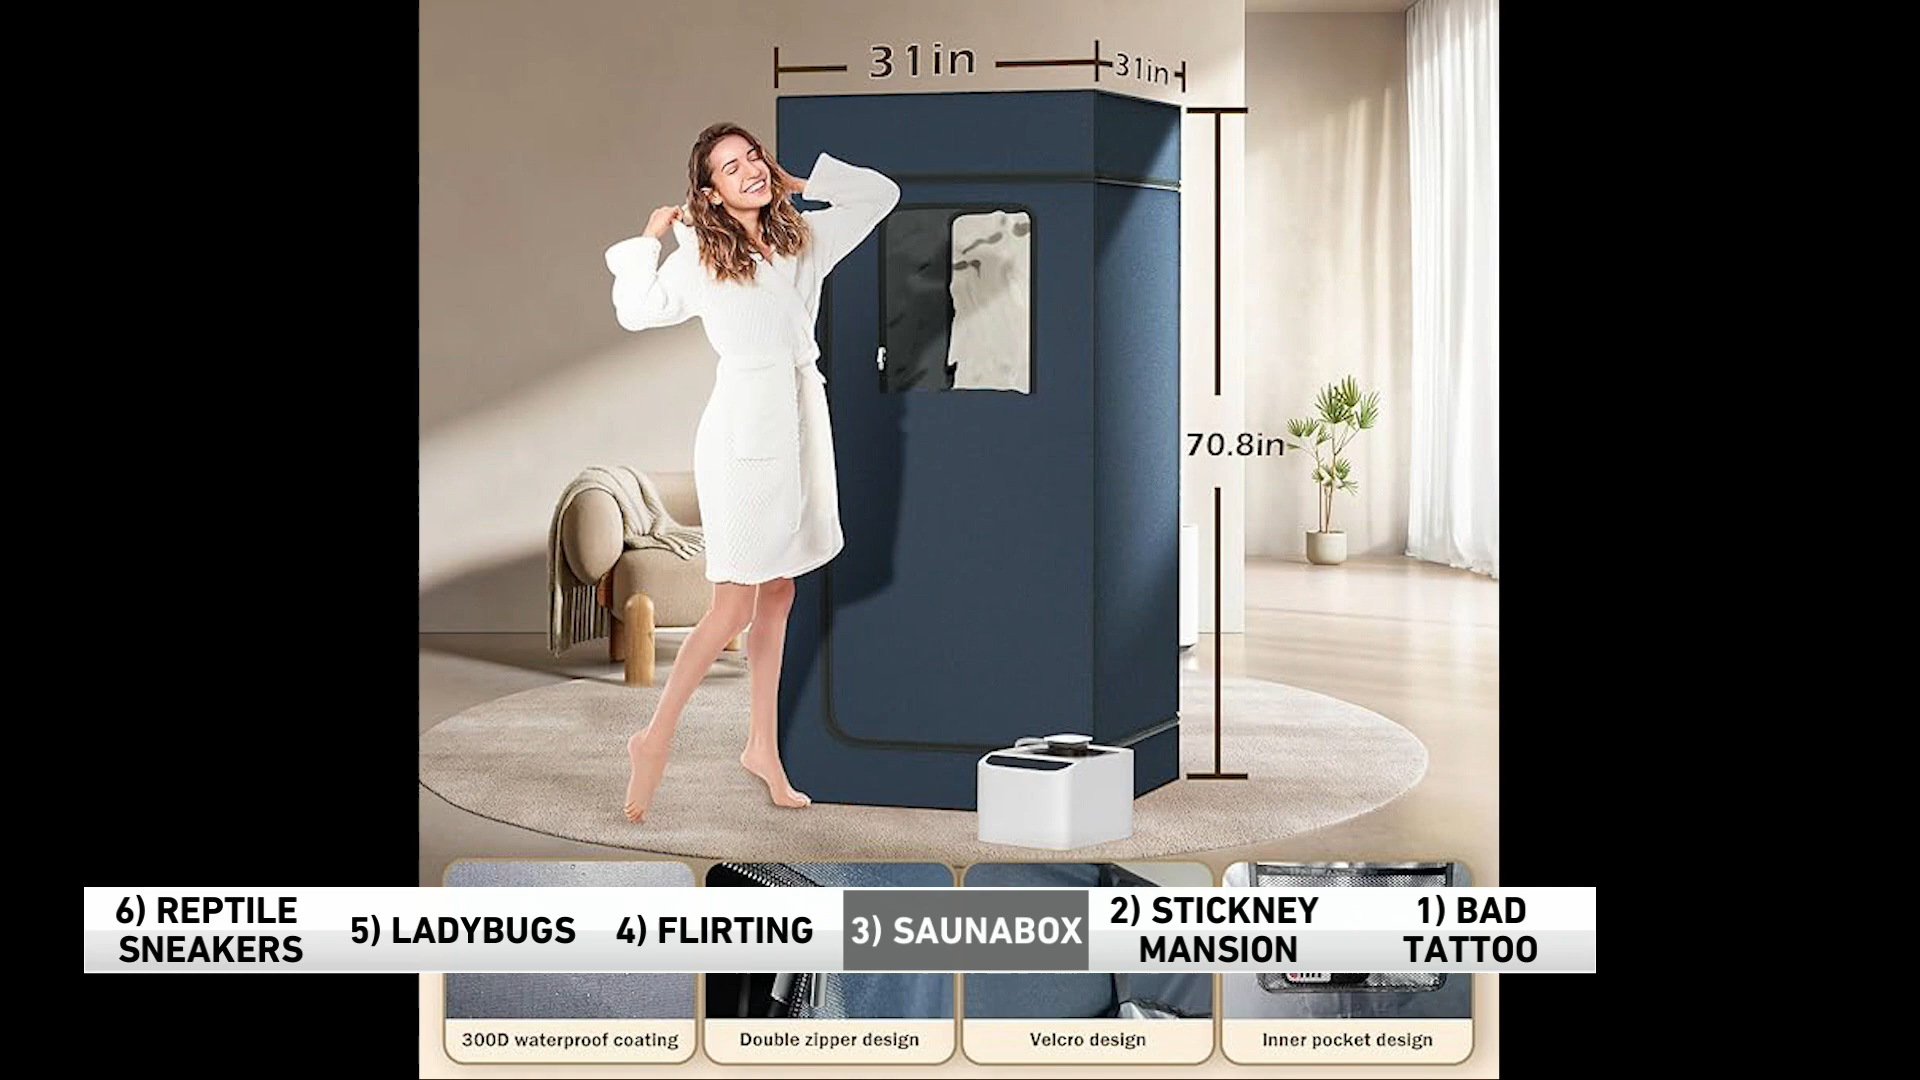 31in
31in
70.8in
6) REPTILE
SNEAKERS
5) LADYBUGS
4) FLIRTING
3) SAUNABOX
2) STICKNEY
MANSION
1) BAD
TATTOO
300D waterproof coating
Double zipper design
Velcro design
Inner pocket design